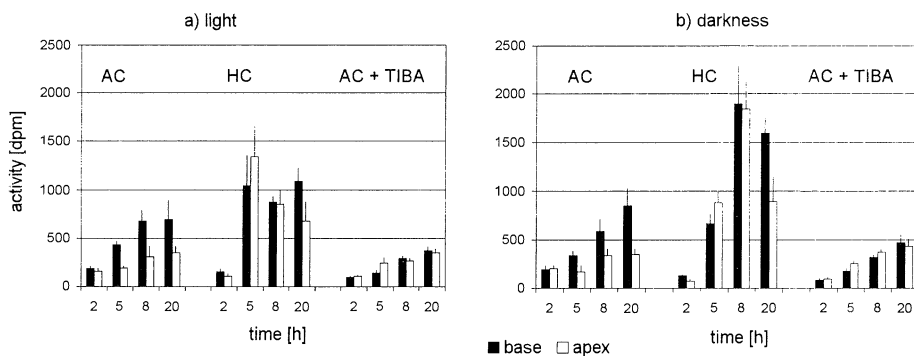 a) light
activity [dpm]
2500
2000
1500
1000
500
0
AC HC AC + TIBA
2 5 8 20 2 5 8 20 2 5 8 20
time [h]
b) darkness
2500
2000
1500
1000
500
0
AC HC AC + TIBA
2 5 8 20 2 5 8 20 2 5 8 20
time [h]
base apex